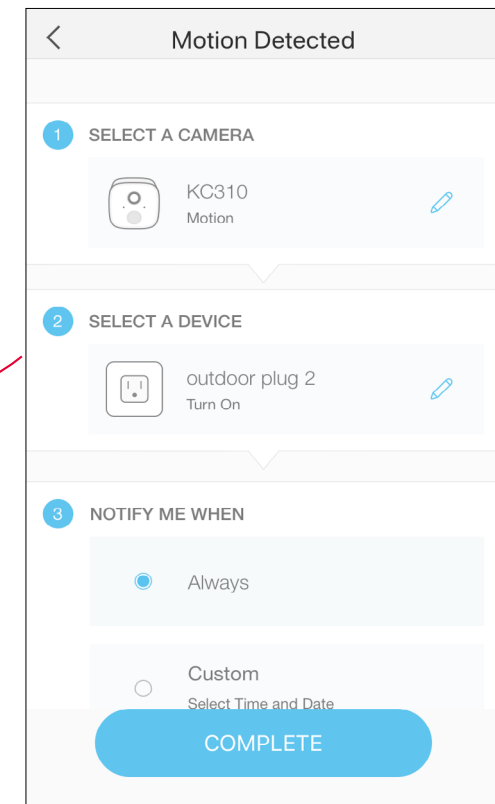 Motion Detected
1 SELECT A CAMERA
KC310
Motion
2 SELECT A DEVICE
outdoor plug 2
Turn On
3 NOTIFY ME WHEN
Always
Custom
Select Time and Date
COMPLETE